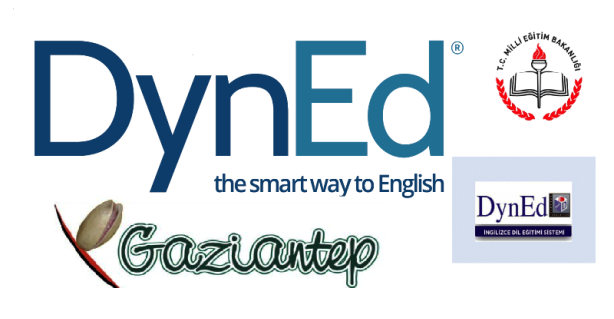 DynEd®
the smart way to English
Gaziantep
T.C. MİLLİ EĞİTİM BAKANLIĞI
DynEd
İNGİLİZCE DİL EĞİTİMİ SİSTEMİ